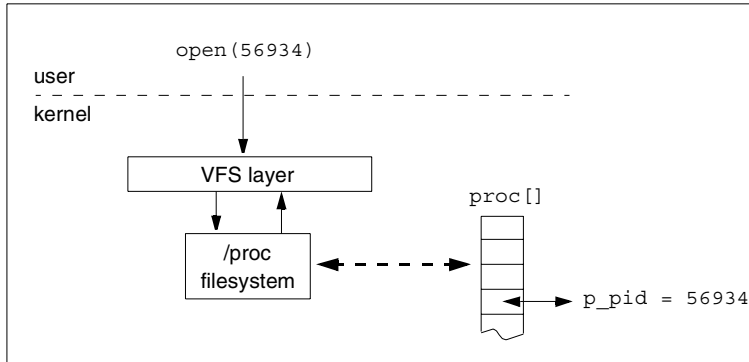 open(56934)
user
kernel
VFS layer
proc[]
/proc
filesystem
p_pid = 56934